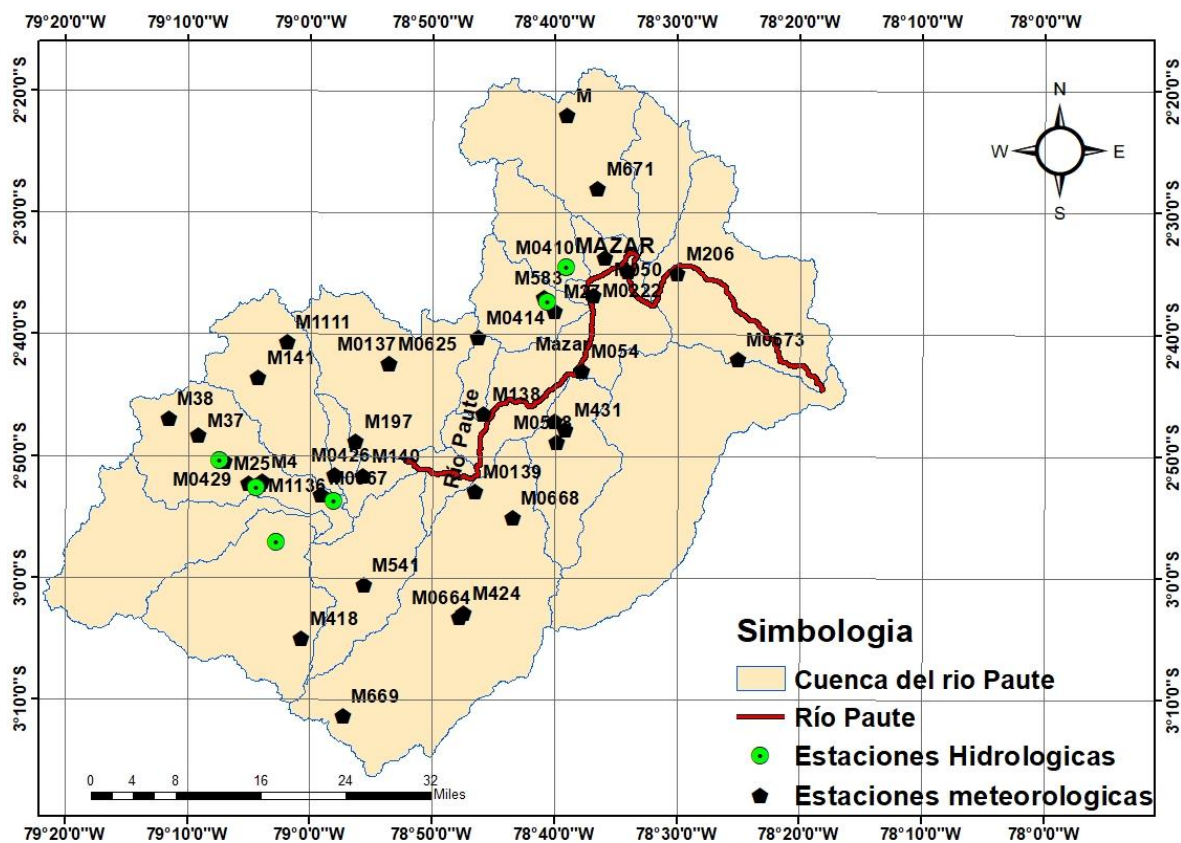 79°20'0"W 79°10'0"W 79°0'0"W 78°50'0"W 78°40'0"W 78°30'0"W 78°20'0"W 78°10'0"W 78°0'0"W
2°20'0"S 2°20'0"S
M
N
W E
S
M671
2°30'0"S 2°30'0"S
M0410 MAZAR
M206
M583 M0222
M0414
2°40'0"S 2°40'0"S
M1111
M0137 M0625
Mazar M054
M0673
M141
M38
M37
M197
M138
M431
Río Paute
2°50'0"S 2°50'0"S
M25 M4
M0426 M140
M0429 M1136
M0139
M0668
3°0'0"S 3°0'0"S
M541
M0664 M424
M418
Simbologia
Cuenca del rio Paute
3°10'0"S 3°10'0"S
M669
Río Paute
Estaciones Hidrologicas
0 4 8 16 24 32
Miles
Estaciones meteorologicas
79°20'0"W 79°10'0"W 79°0'0"W 78°50'0"W 78°40'0"W 78°30'0"W 78°20'0"W 78°10'0"W 78°0'0"W